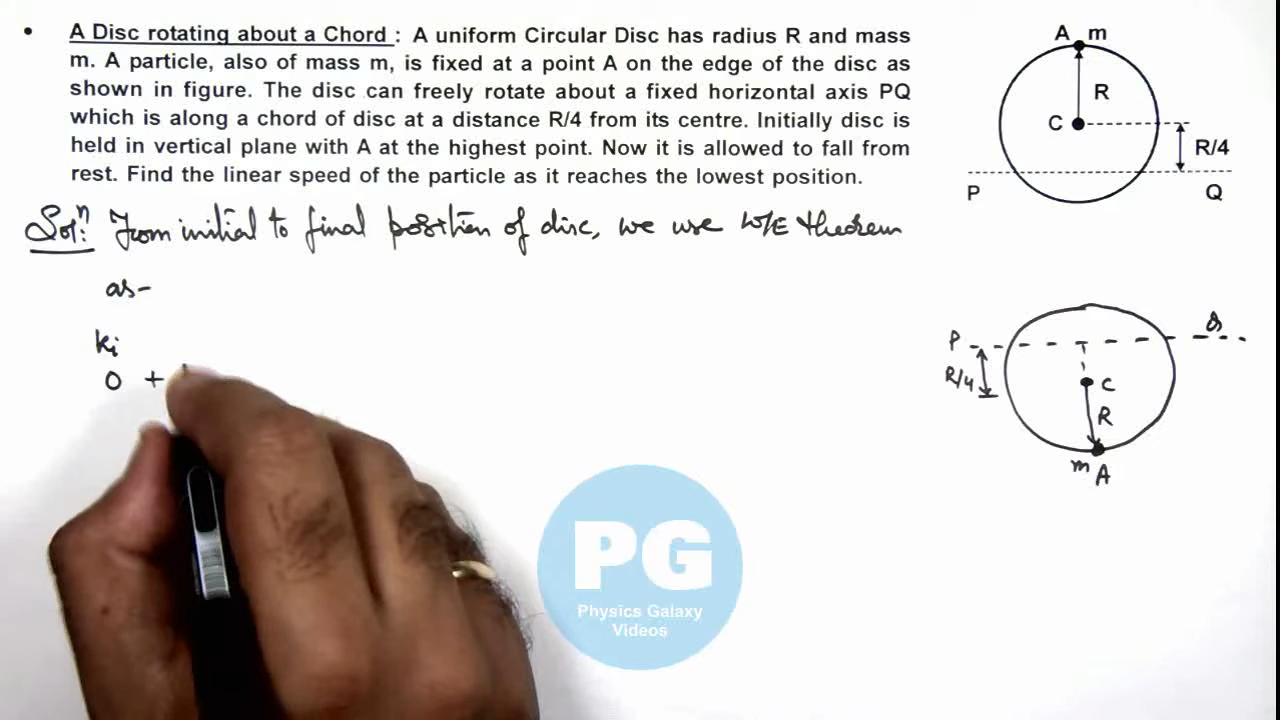 • A Disc rotating about a Chord : A uniform Circular Disc has radius R and mass
m. A particle, also of mass m, is fixed at a point A on the edge of the disc as
shown in figure. The disc can freely rotate about a fixed horizontal axis PQ
which is along a chord of disc at a distance R/4 from its centre. Initially disc is
held in vertical plane with A at the highest point. Now it is allowed to fall from
rest. Find the linear speed of the particle as it reaches the lowest position.
A m
R
C
R/4
P
Q
Solⁿ: From initial to final position of disc, we use W/E theorem
as-
ki
0 +
P
R/4
C
R
m A
PG
Physics Galaxy
Videos